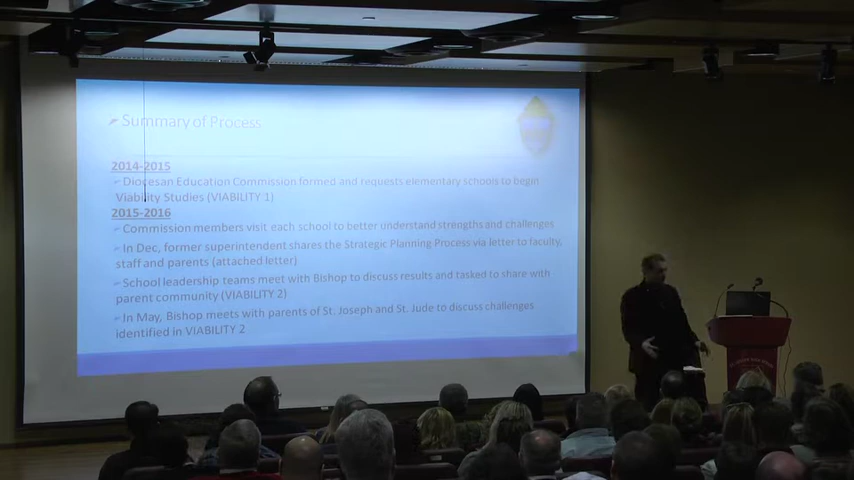 Summary of Process
2014-2015
Diocesan Education Commission formed and requests elementary schools to begin
Viability Studies (VIABILITY 1)
2015-2016
Commission members visit each school to better understand strengths and challenges
In Dec, former superintendent shares the Strategic Planning Process via letter to faculty,
staff and parents (attached letter)
School leadership teams meet with Bishop to discuss results and tasked to share with
parent community (VIABILITY 2)
In May, Bishop meets with parents of St. Joseph and St. Jude to discuss challenges
identified in VIABILITY 2